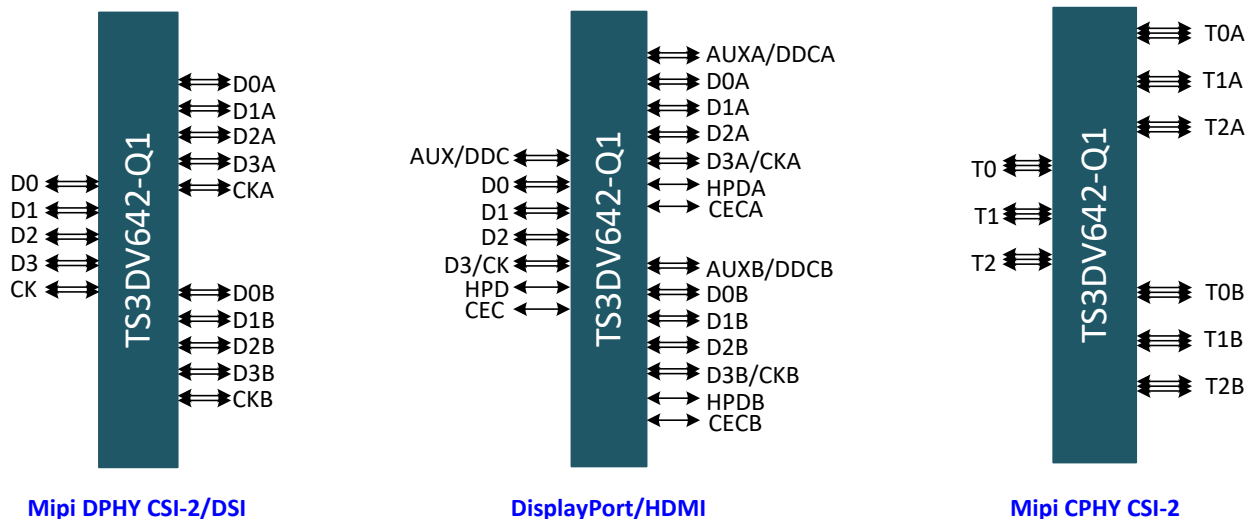 TS3DV642-Q1
D0
D1
D2
D3
CK
D0A
D1A
D2A
D3A
CKA
D0B
D1B
D2B
D3B
CKB
Mipi DPHY CSI-2/DSI
TS3DV642-Q1
AUX/DDC
D0
D1
D2
D3/CK
HPD
CEC
AUXA/DDCA
D0A
D1A
D2A
D3A/CKA
HPDA
CECA
AUXB/DDCB
D0B
D1B
D2B
D3B/CKB
HPDB
CECB
DisplayPort/HDMI
TS3DV642-Q1
T0
T1
T2
T0A
T1A
T2A
T0B
T1B
T2B
Mipi CPHY CSI-2